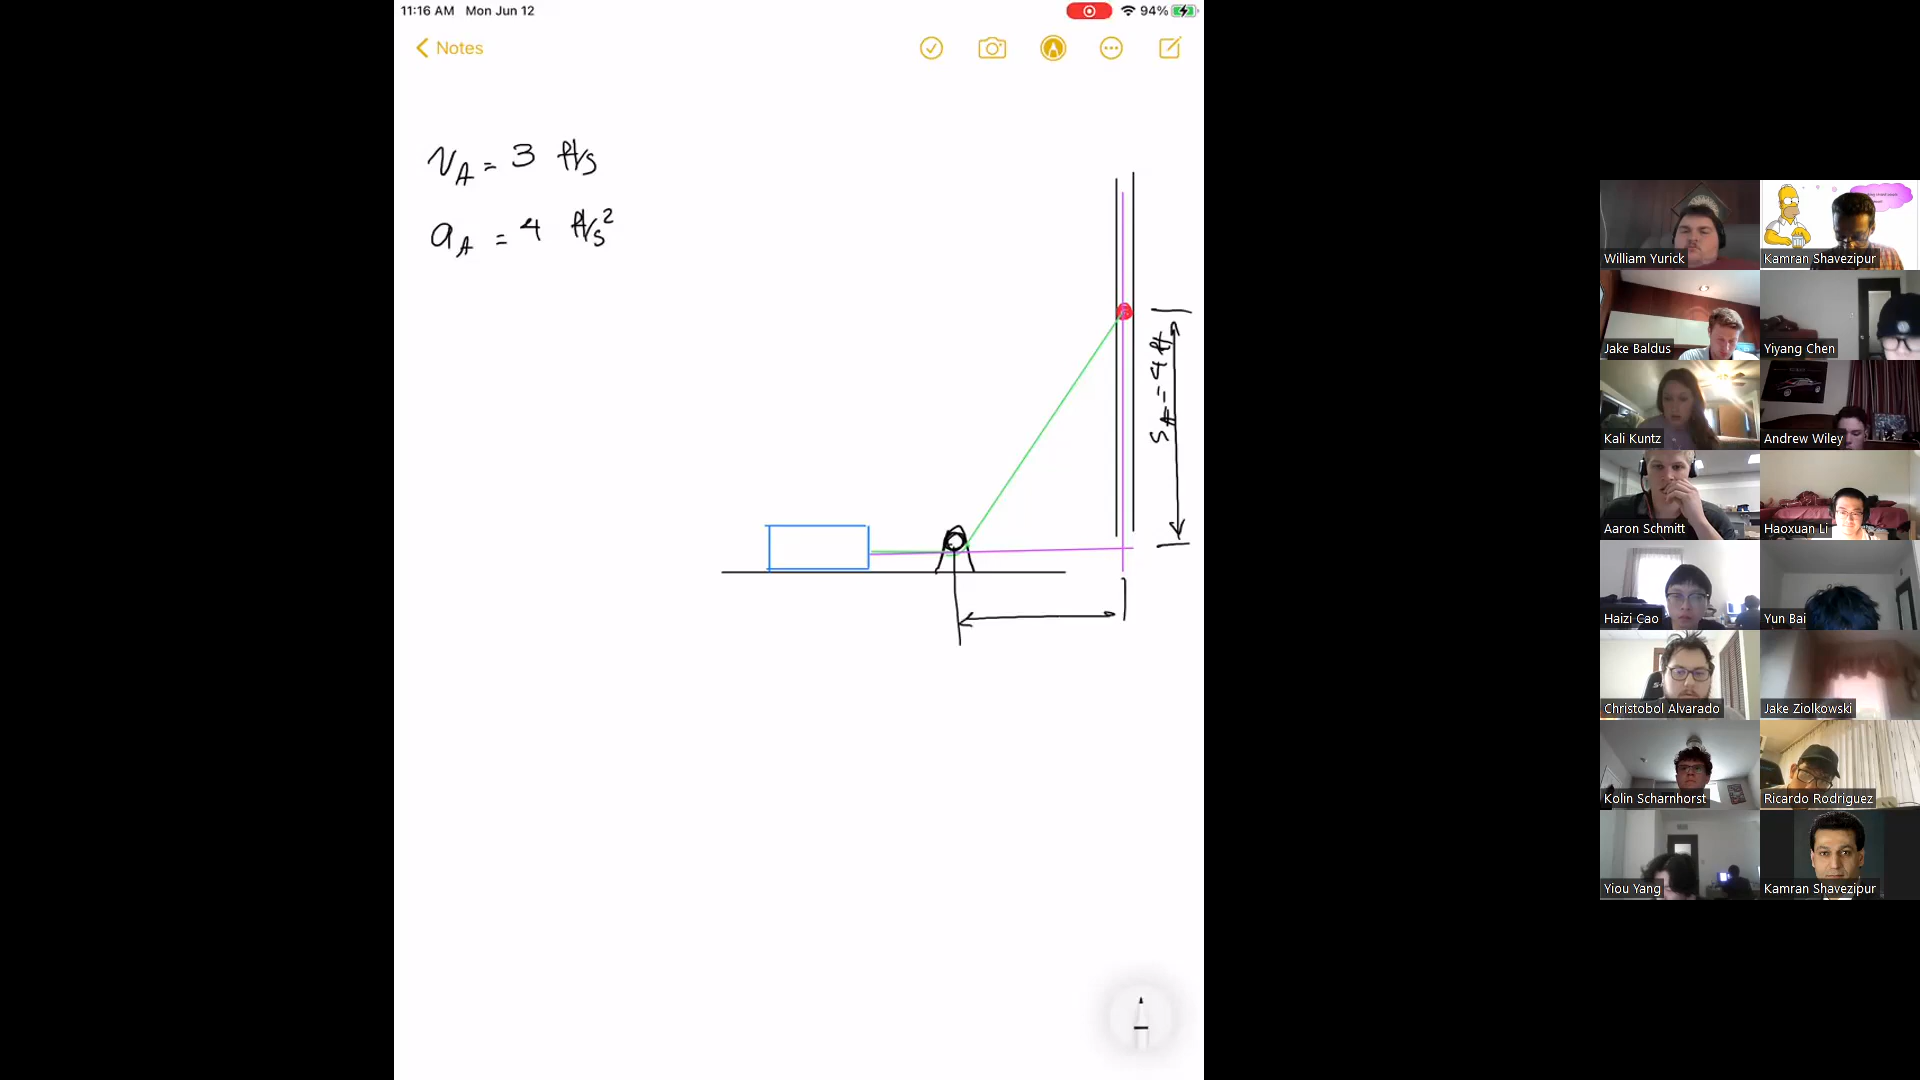 11:16 AM Mon Jun 12
94%
Notes
v_A = 3 ft/s
a_A = 4 ft/s²
S_A = 4 ft
William Yurick
Kamran Shavezipur
Jake Baldus
Yiyang Chen
Kali Kuntz
Andrew Wiley
Aaron Schmitt
Haoxuan Li
Haizi Cao
Yun Bai
Christobol Alvarado
Jake Ziolkowski
Kolin Scharnhorst
Ricardo Rodriguez
Yiou Yang
Kamran Shavezipur